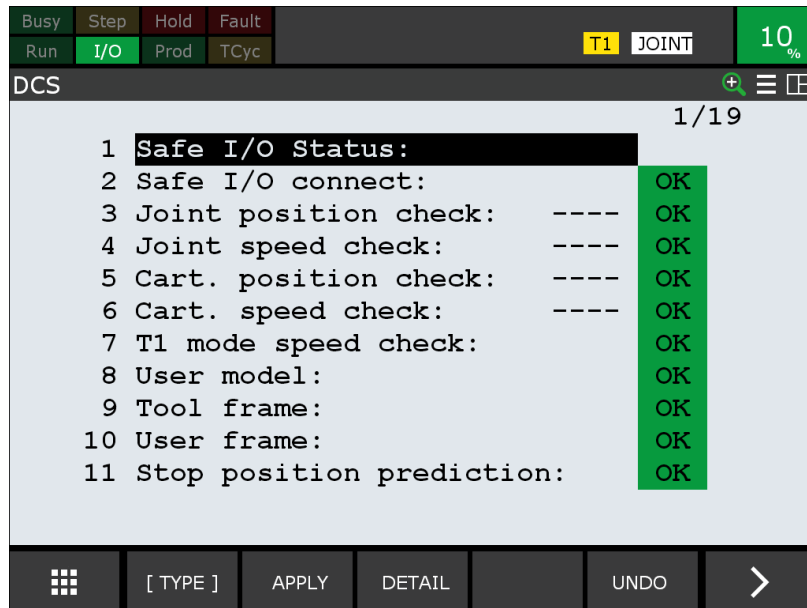 Busy Step Hold Fault
Run I/O Prod TCyc T1 JOINT 10%
DCS
1/19
1 Safe I/O Status:
2 Safe I/O connect: OK
3 Joint position check: ---- OK
4 Joint speed check: ---- OK
5 Cart. position check: ---- OK
6 Cart. speed check: ---- OK
7 T1 mode speed check: OK
8 User model: OK
9 Tool frame: OK
10 User frame: OK
11 Stop position prediction: OK
[ TYPE ] APPLY DETAIL UNDO >